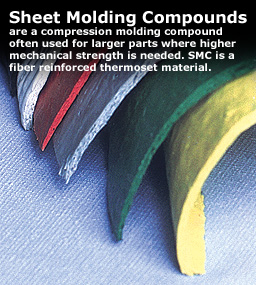 Sheet Molding Compounds
are a compression molding compound
often used for larger parts where higher
mechanical strength is needed. SMC is a
fiber reinforced thermoset material.